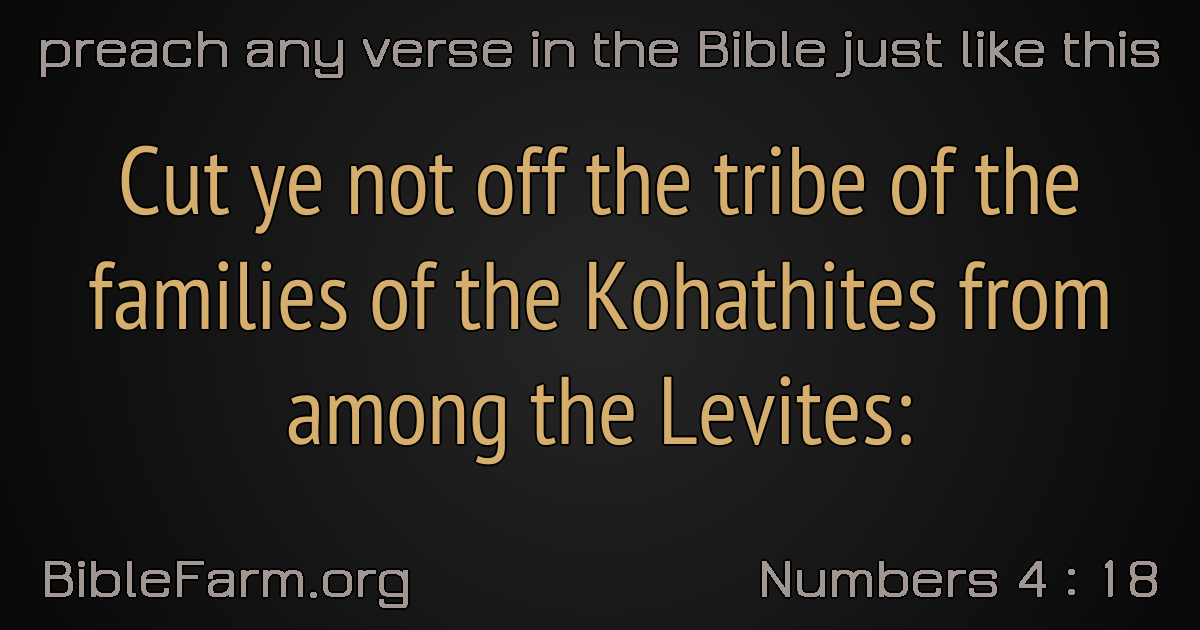 preach any verse in the Bible just like this
Cut ye not off the tribe of the
families of the Kohathites from
among the Levites:
BibleFarm.org
Numbers 4 : 18